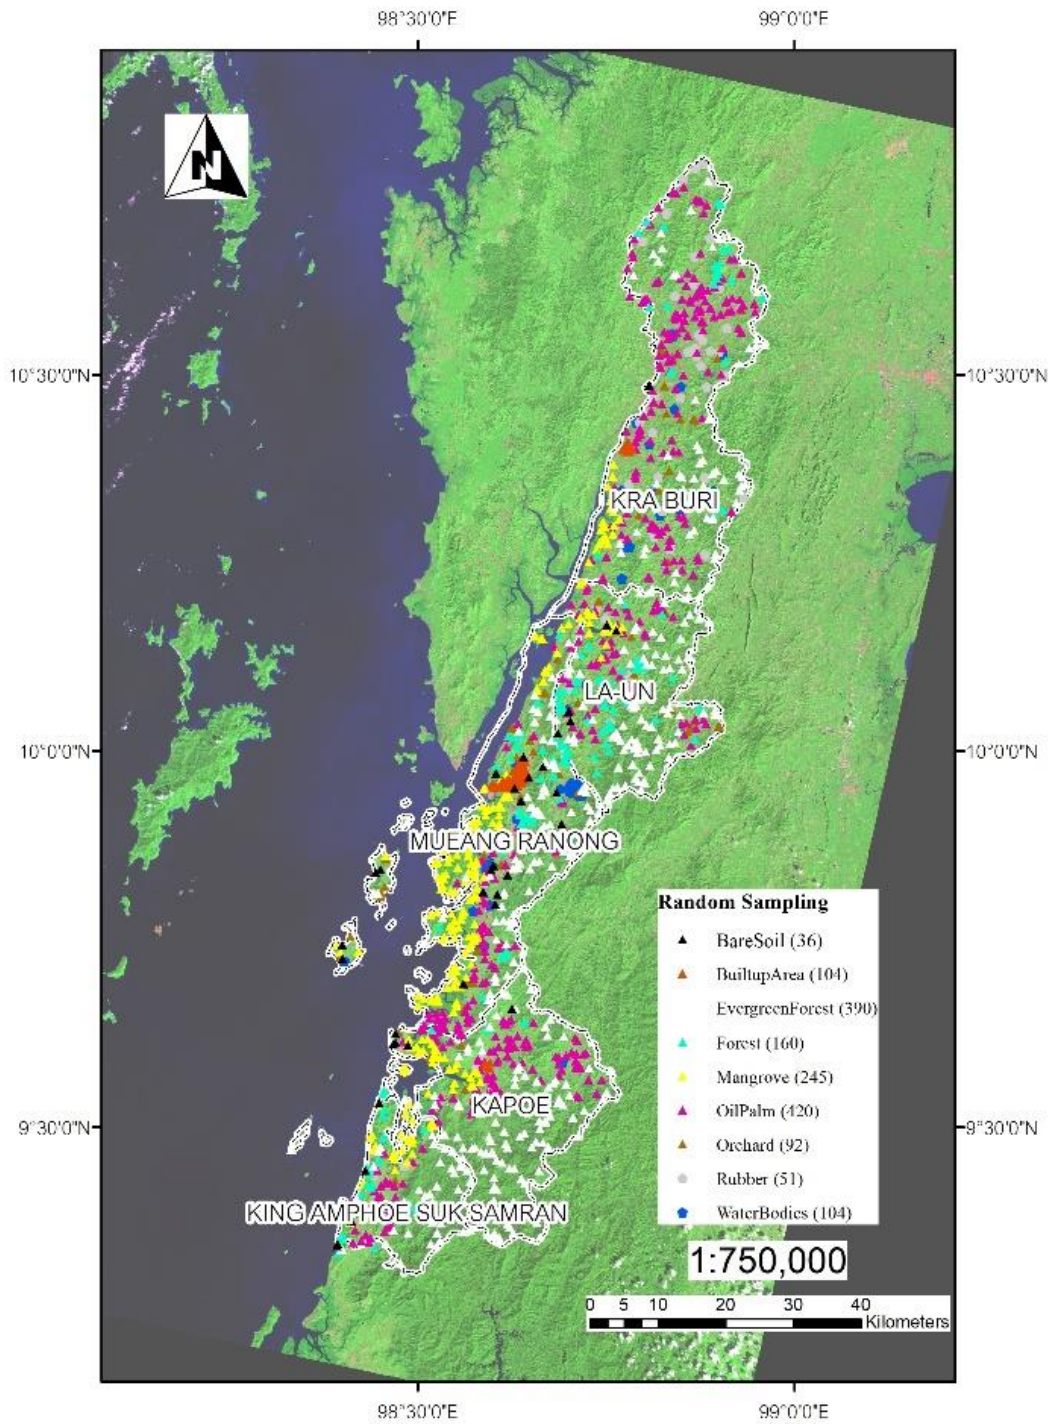 98°30'0"E 99°0'0"E
N
10°30'0"N 10°30'0"N
KRA BURI
LA-UN
10°0'0"N 10°0'0"N
MUEANG RANONG
Random Sampling
BareSoil (36)
BuiltupArea (104)
EvergreenForest (390)
Forest (160)
Mangrove (245)
OilPalm (420)
Orchard (92)
Rubber (51)
WaterBodies (104)
KAPOE
9°30'0"N 9°30'0"N
KING AMPHOE SUK SAMRAN
1:750,000
0 5 10 20 30 40
Kilometers
98°30'0"E 99°0'0"E